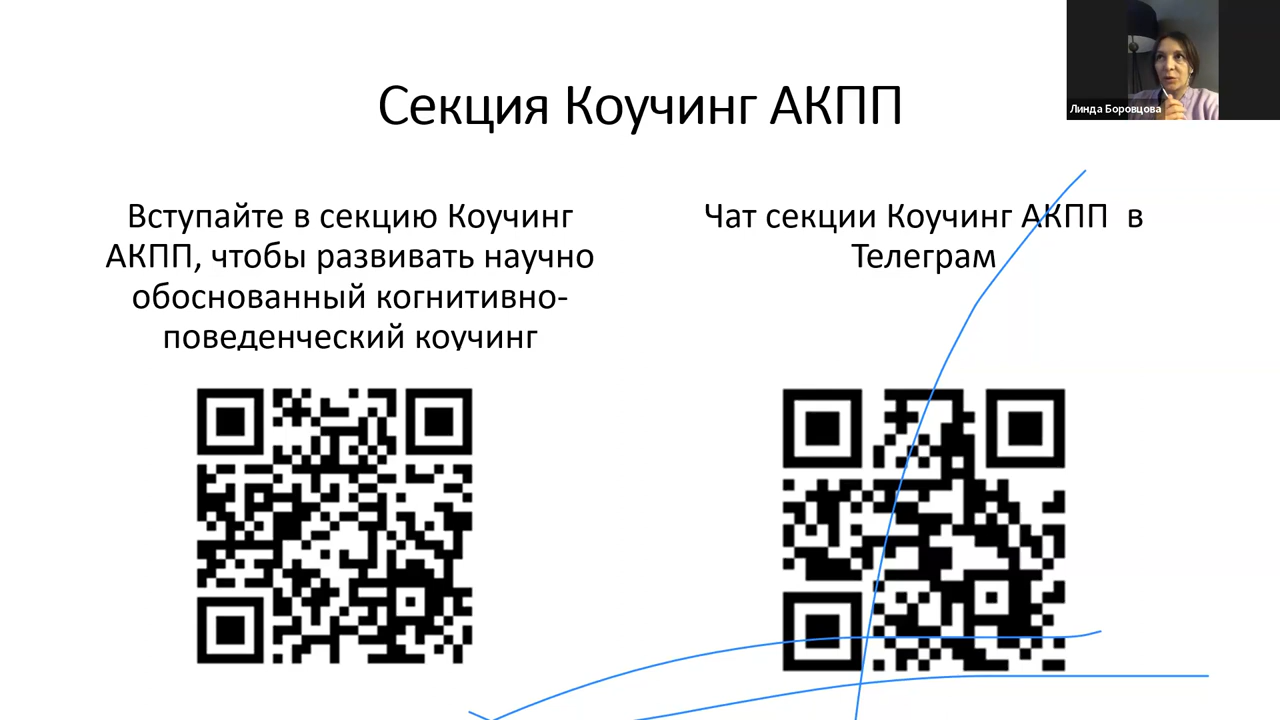 Секция Коучинг АКПП
Линда Боровцова
Вступайте в секцию Коучинг
АКПП, чтобы развивать научно
обоснованный когнитивно-
поведенческий коучинг
Чат секции Коучинг АКПП в
Телеграм